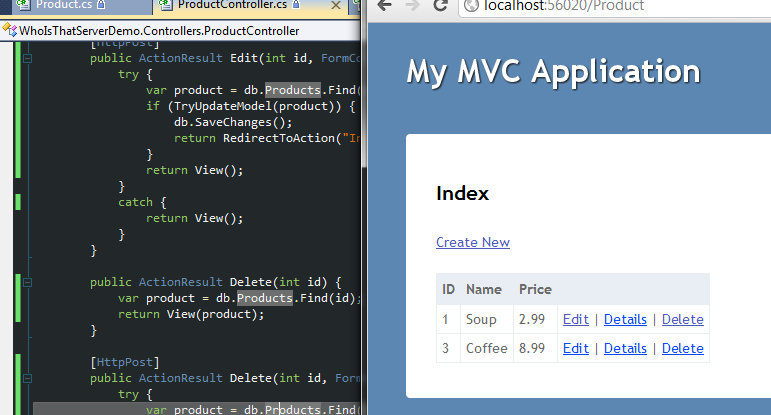 Product.cs
ProductController.cs
WhoIsThatServerDemo.Controllers.ProductController
[HttpPost]
public ActionResult Edit(int id, FormCo
try {
var product = db.Products.Find(
if (TryUpdateModel(product)) {
db.SaveChanges();
return RedirectToAction("In
}
return View();
}
catch {
return View();
}
}
public ActionResult Delete(int id) {
var product = db.Products.Find(id);
return View(product);
}
[HttpPost]
public ActionResult Delete(int id, Form
try {
var product = db.Products.Find(
localhost:56020/Product
My MVC Application
Index
Create New
ID Name Price
1 Soup 2.99 Edit | Details | Delete
3 Coffee 8.99 Edit | Details | Delete